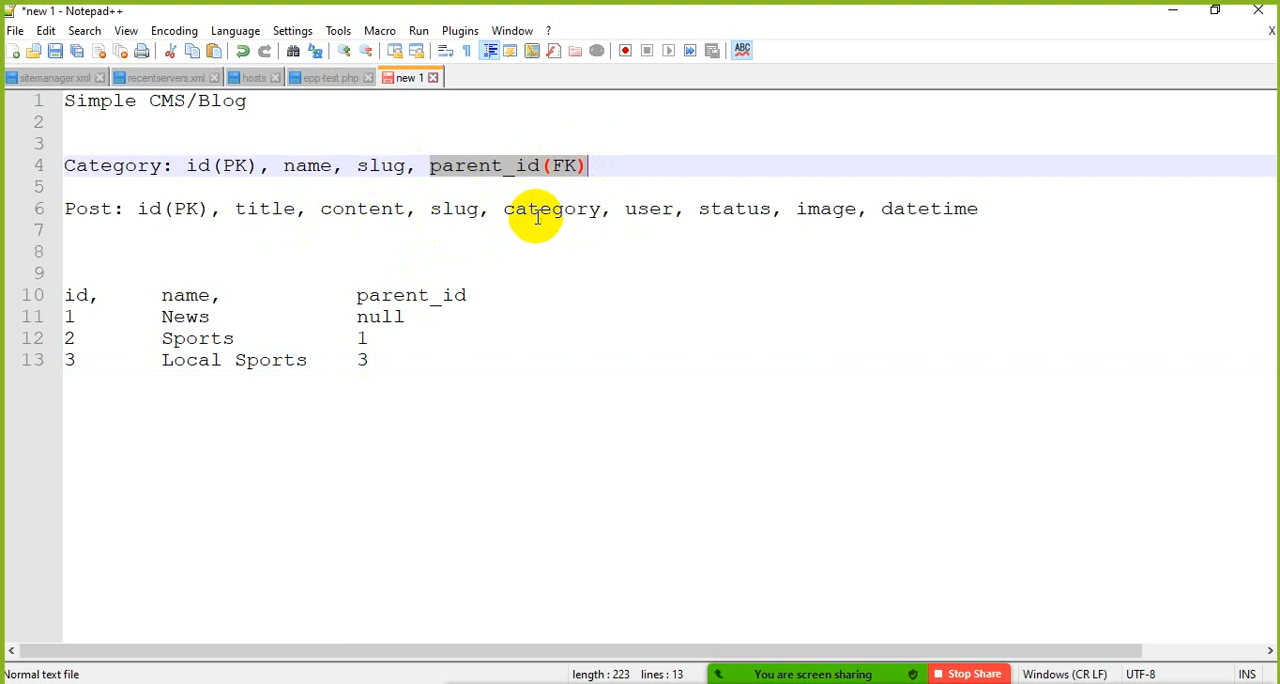 *new 1 - Notepad++
File Edit Search View Encoding Language Settings Tools Macro Run Plugins Window ? X
ABC
sitemanager.xml recentservers.xml hosts epp-test.php new 1
1 Simple CMS/Blog
2
3
4 Category: id(PK), name, slug, parent_id(FK)
5
6 Post: id(PK), title, content, slug, category, user, status, image, datetime
7
8
9
10 id, name, parent_id
11 1 News null
12 2 Sports 1
13 3 Local Sports 3
Normal text file length : 223 lines : 13 You are screen sharing Stop Share Windows (CR LF) UTF-8 INS